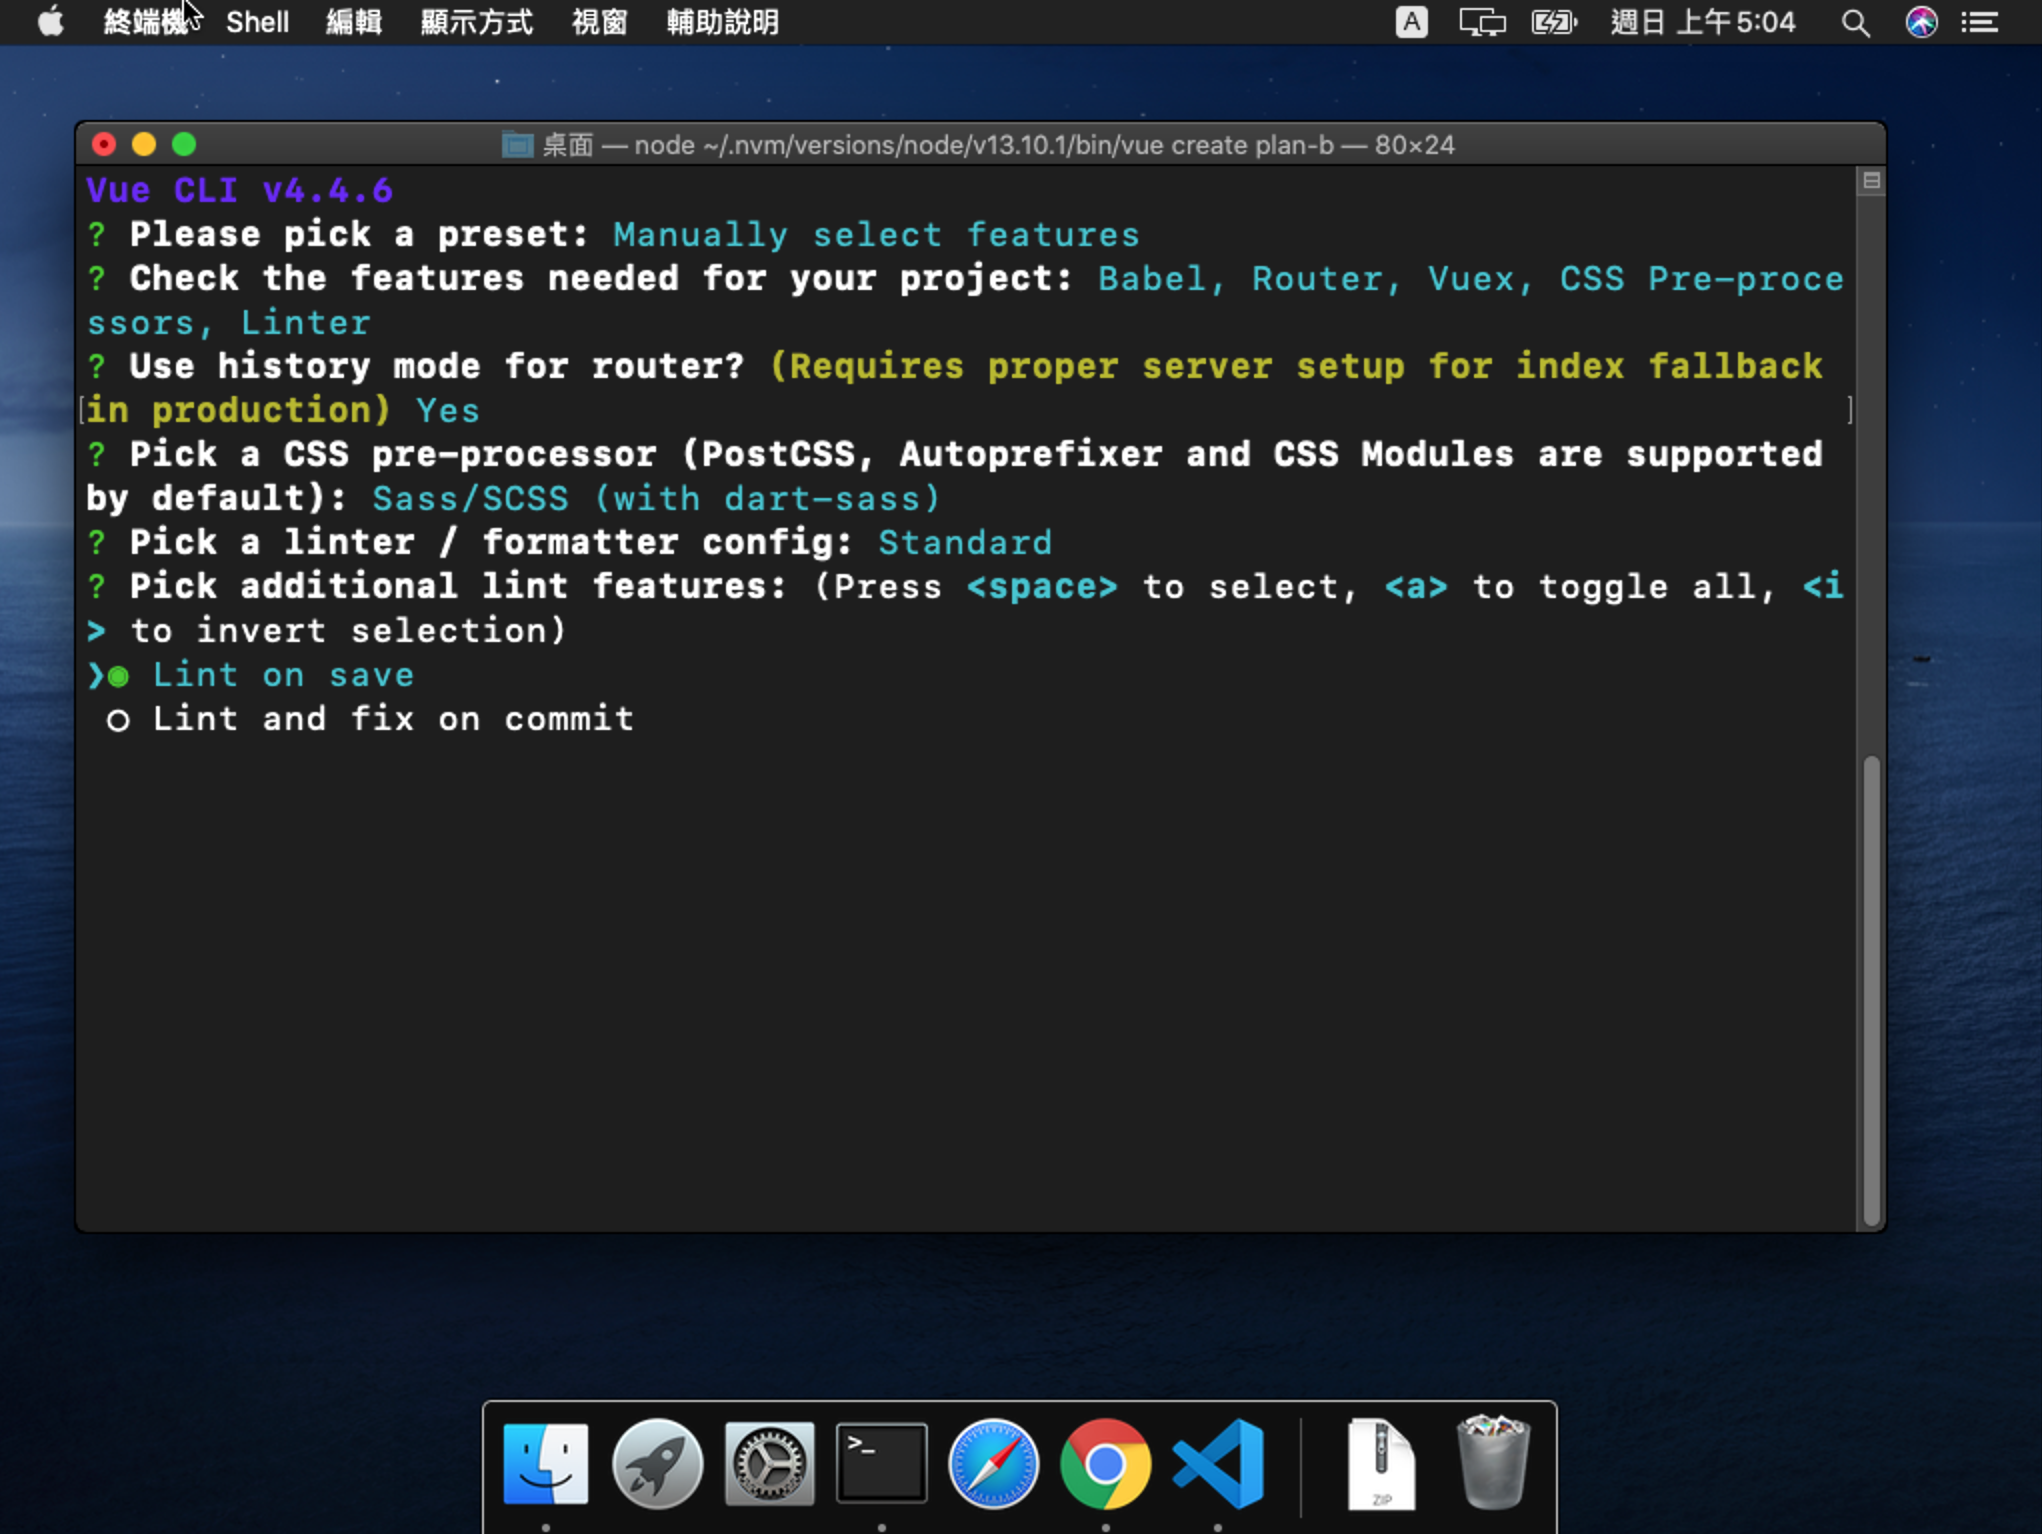 終端機 Shell 編輯 顯示方式 視窗 輔助說明 A 週日 上午5:04
桌面 — node ~/.nvm/versions/node/v13.10.1/bin/vue create plan-b — 80×24
Vue CLI v4.4.6
? Please pick a preset: Manually select features
? Check the features needed for your project: Babel, Router, Vuex, CSS Pre-proce
ssors, Linter
? Use history mode for router? (Requires proper server setup for index fallback
[in production) Yes ]
? Pick a CSS pre-processor (PostCSS, Autoprefixer and CSS Modules are supported
by default): Sass/SCSS (with dart-sass)
? Pick a linter / formatter config: Standard
? Pick additional lint features: (Press <space> to select, <a> to toggle all, <i
> to invert selection)
❯◉ Lint on save
◯ Lint and fix on commit
>_
ZIP